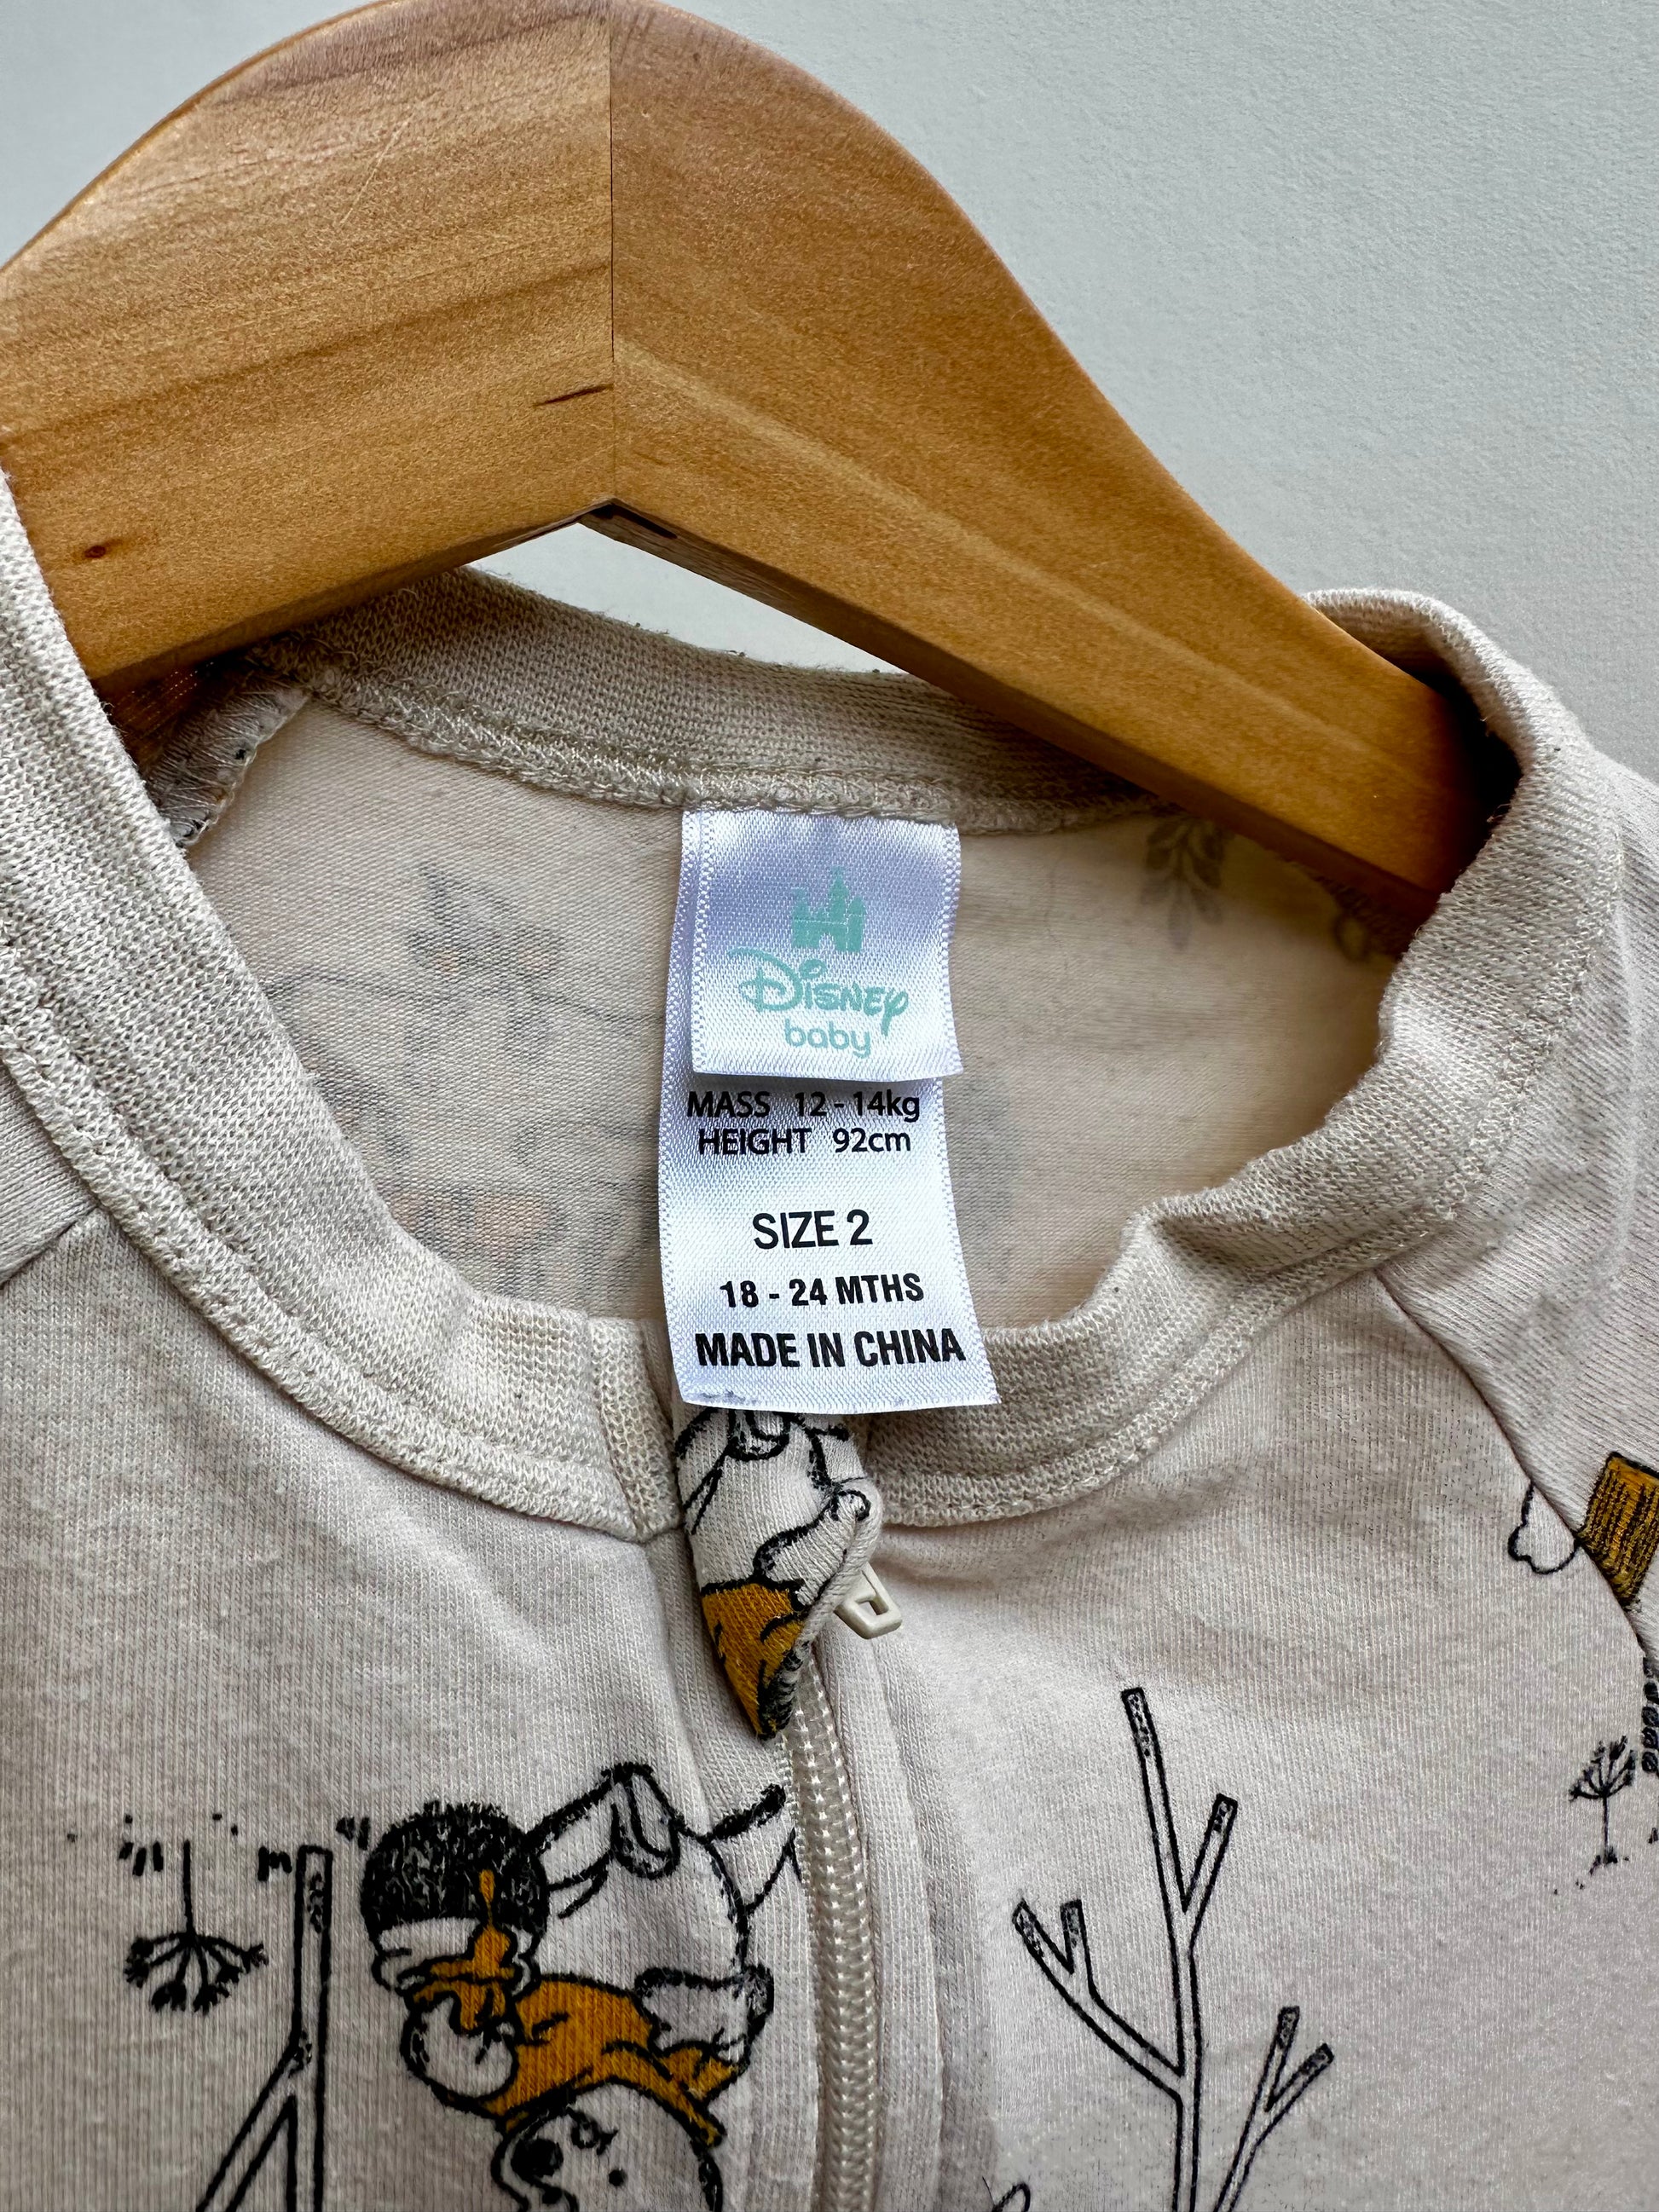 Disney
baby
MASS 12 - 14kg
HEIGHT 92cm
SIZE 2
18 - 24 MTHS
MADE IN CHINA